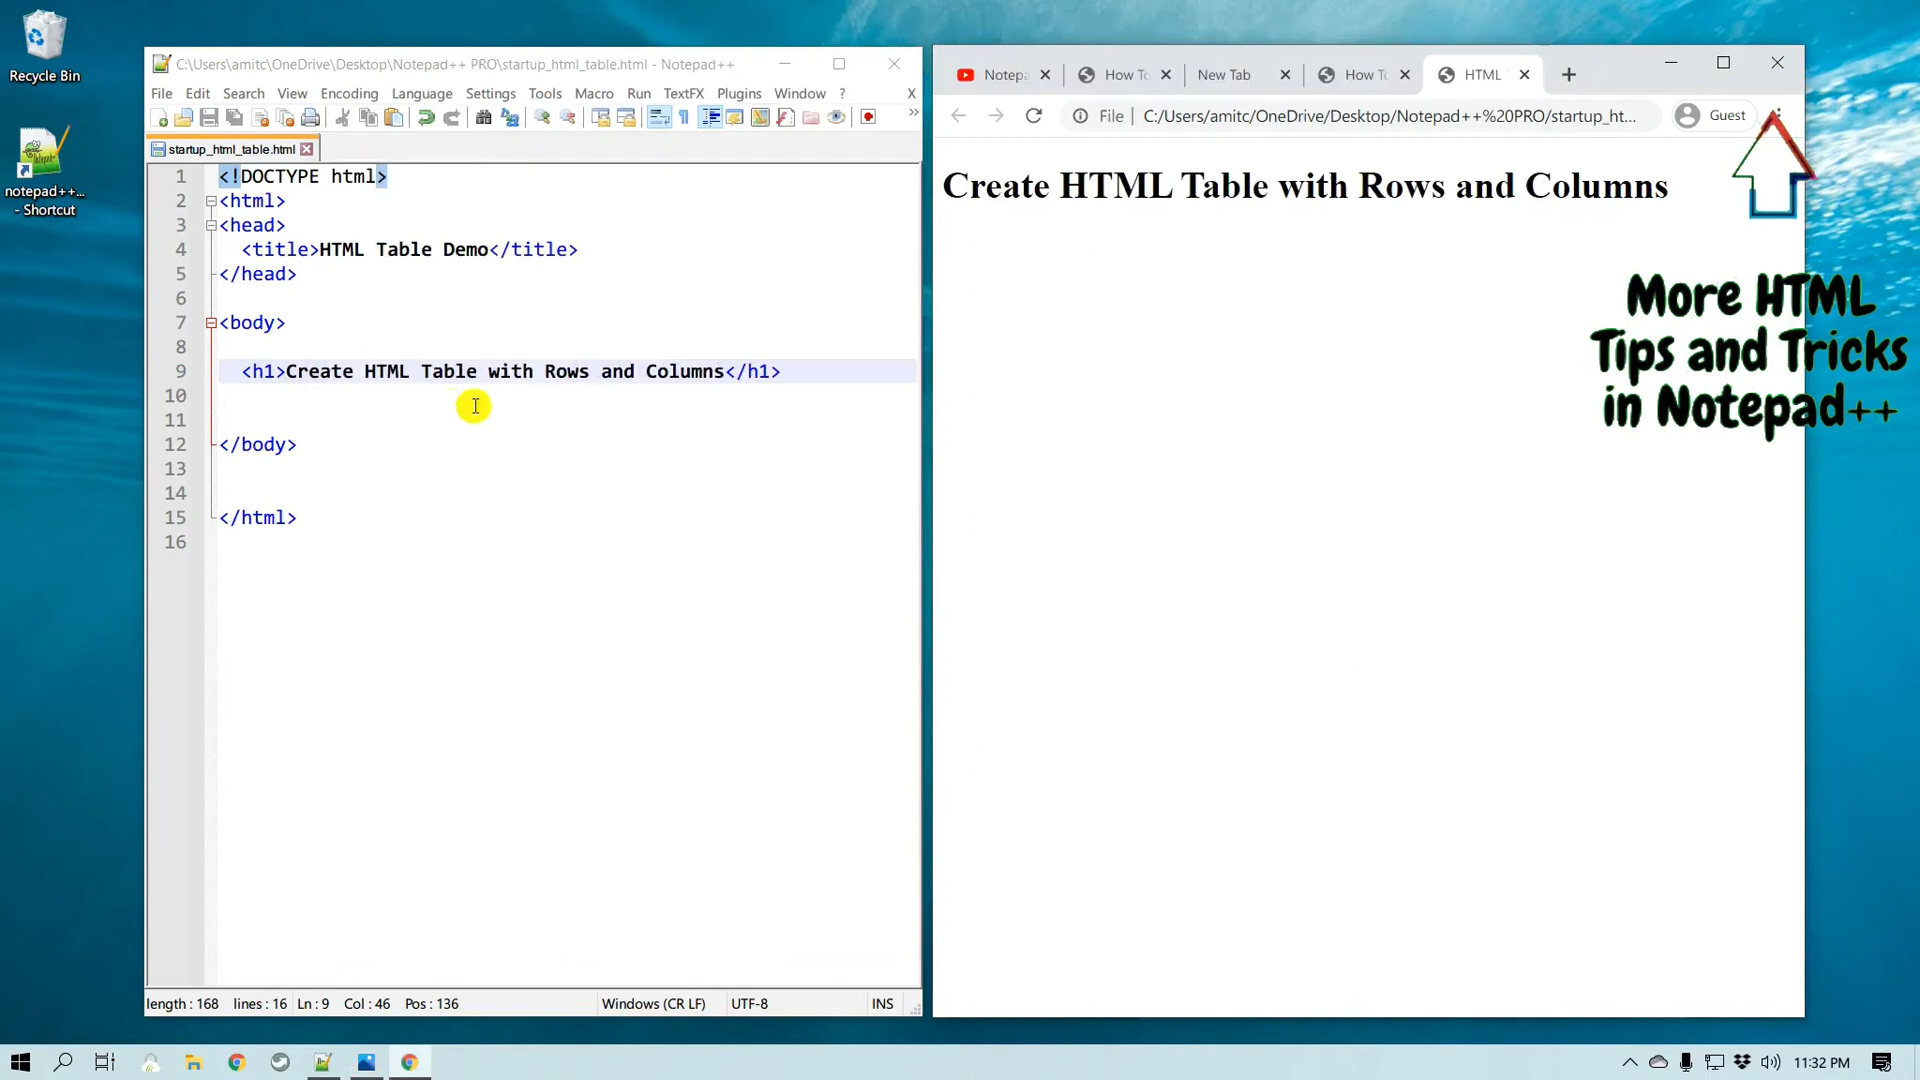 Recycle Bin
notepad++...
- Shortcut
C:\Users\amitc\OneDrive\Desktop\Notepad++ PRO\startup_html_table.html - Notepad++
File Edit Search View Encoding Language Settings Tools Macro Run TextFX Plugins Window ? X
startup_html_table.html
1 <!DOCTYPE html>
2 <html>
3 <head>
4 <title>HTML Table Demo</title>
5 </head>
6
7 <body>
8
9 <h1>Create HTML Table with Rows and Columns</h1>
10
11
12 </body>
13
14
15 </html>
16
length : 168 lines : 16 Ln : 9 Col : 46 Pos : 136 Windows (CR LF) UTF-8 INS
Notepa How To New Tab How To HTML
File C:/Users/amitc/OneDrive/Desktop/Notepad++%20PRO/startup_ht... Guest
Create HTML Table with Rows and Columns
More HTML
Tips and Tricks
in Notepad++
11:32 PM